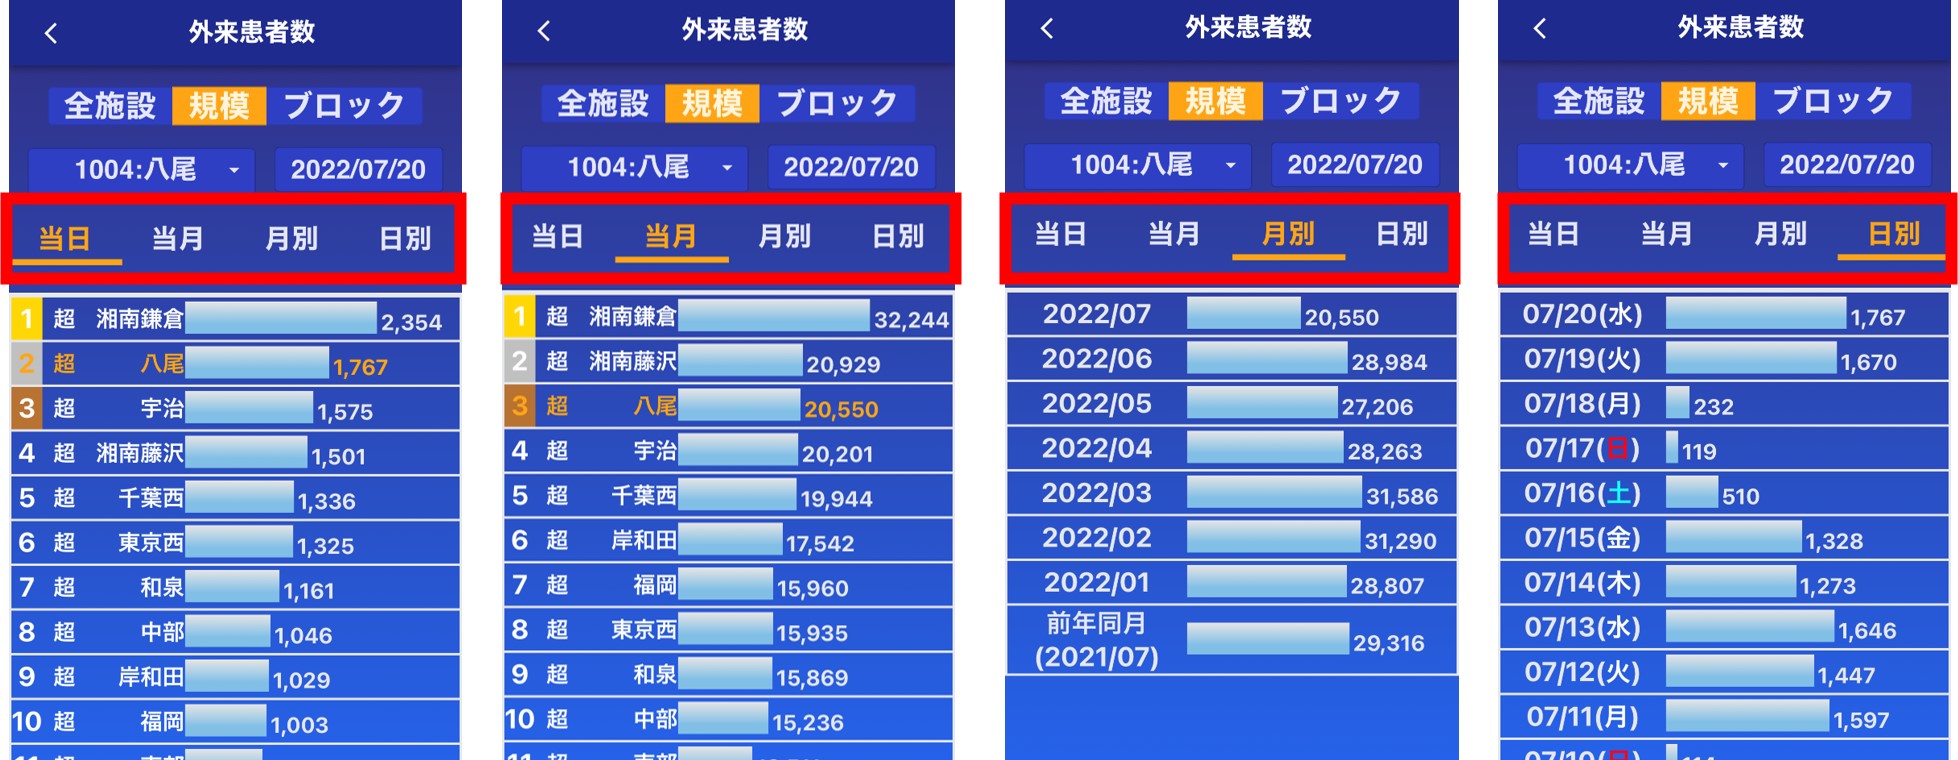 外来患者数
全施設 規模 ブロック
1004:八尾 2022/07/20
当日 当月 月別 日別
1 超 湘南鎌倉 2,354
2 超 八尾 1,767
3 超 宇治 1,575
4 超 湘南藤沢 1,501
5 超 千葉西 1,336
6 超 東京西 1,325
7 超 和泉 1,161
8 超 中部 1,046
9 超 岸和田 1,029
10 超 福岡 1,003
外来患者数
全施設 規模 ブロック
1004:八尾 2022/07/20
当日 当月 月別 日別
1 超 湘南鎌倉 32,244
2 超 湘南藤沢 20,929
3 超 八尾 20,550
4 超 宇治 20,201
5 超 千葉西 19,944
6 超 岸和田 17,542
7 超 福岡 15,960
8 超 東京西 15,935
9 超 和泉 15,869
10 超 中部 15,236
外来患者数
全施設 規模 ブロック
1004:八尾 2022/07/20
当日 当月 月別 日別
2022/07 20,550
2022/06 28,984
2022/05 27,206
2022/04 28,263
2022/03 31,586
2022/02 31,290
2022/01 28,807
前年同月
(2021/07) 29,316
外来患者数
全施設 規模 ブロック
1004:八尾 2022/07/20
当日 当月 月別 日別
07/20(水) 1,767
07/19(火) 1,670
07/18(月) 232
07/17(日) 119
07/16(土) 510
07/15(金) 1,328
07/14(木) 1,273
07/13(水) 1,646
07/12(火) 1,447
07/11(月) 1,597